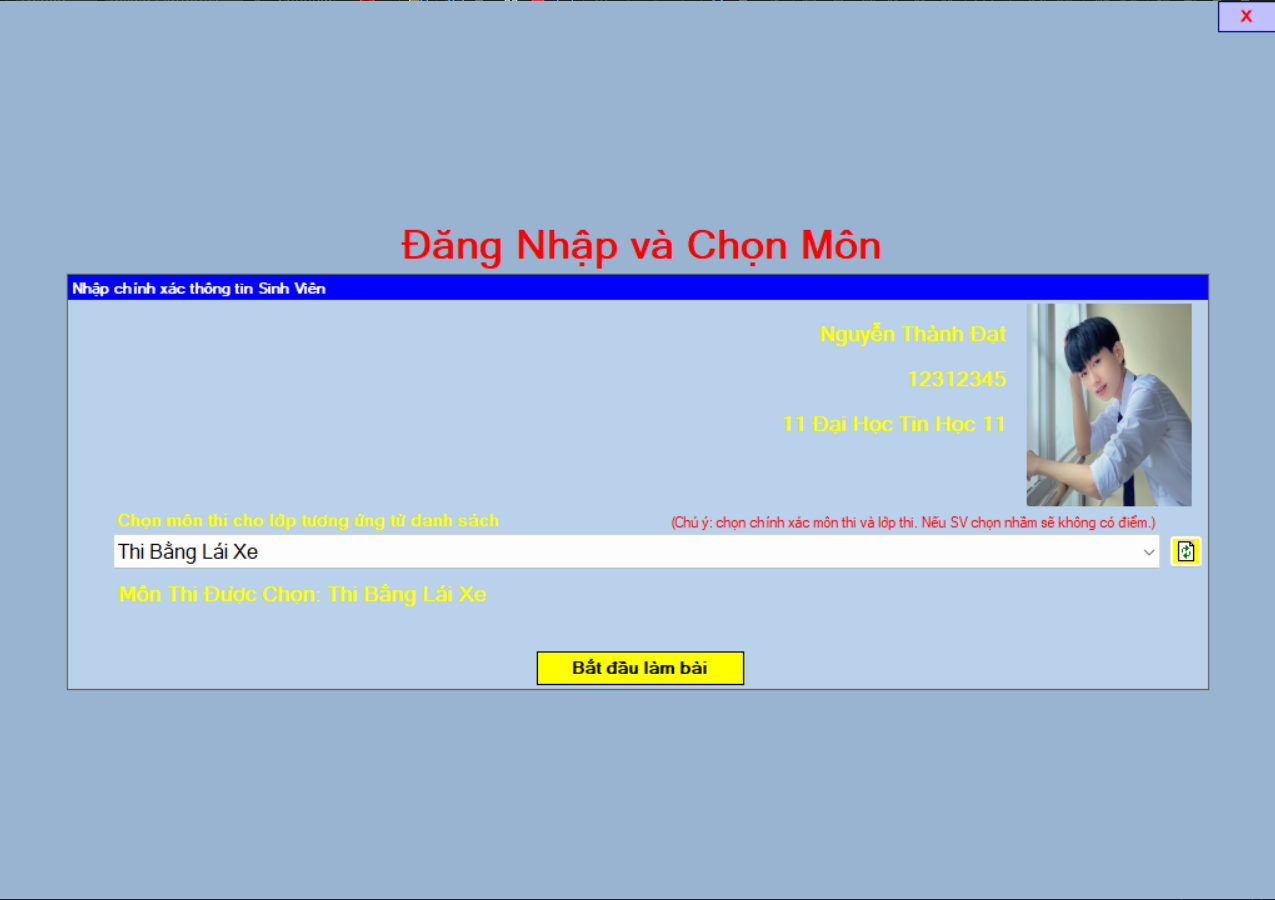 X
Đăng Nhập và Chọn Môn
Nhập chính xác thông tin Sinh Viên
Nguyễn Thành Đạt
12312345
11 Đại Học Tin Học 11
Chọn môn thi cho lớp tương ứng từ danh sách
(Chú ý: chọn chính xác môn thi và lớp thi. Nếu SV chọn nhầm sẽ không có điểm.)
Thi Bằng Lái Xe
Môn Thi Được Chọn: Thi Bằng Lái Xe
Bắt đầu làm bài